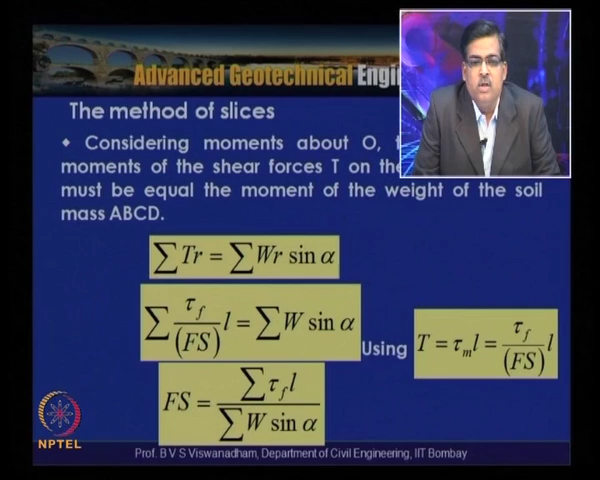 Advanced Geotechnical Engi
The method of slices
Considering moments about O, t
moments of the shear forces T on the
must be equal the moment of the weight of the soil
mass ABCD.
∑ Tr = ∑ Wr sin α
∑ τf/(FS) l = ∑ W sin α
Using T = τm l = τf/(FS) l
FS = ∑ τf l / ∑ W sin α
NPTEL
Prof. B V S Viswanadham, Department of Civil Engineering, IIT Bombay